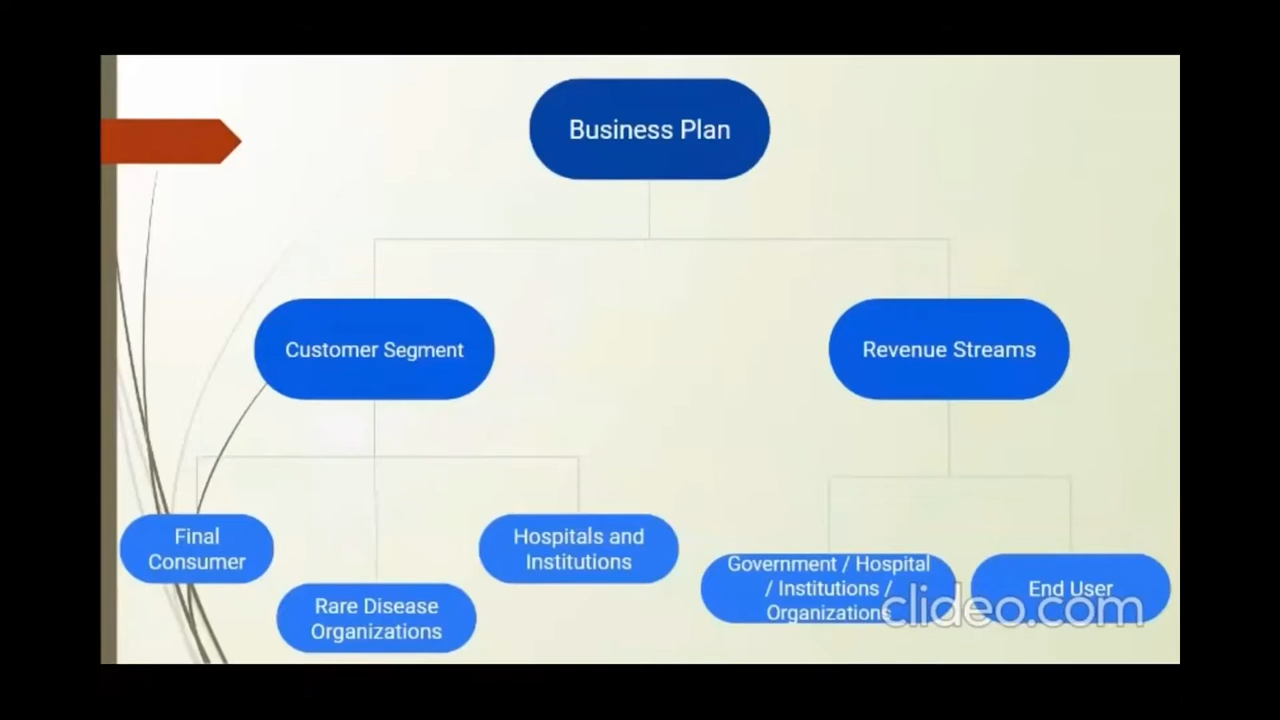 Business Plan
Customer Segment
Revenue Streams
Final
Consumer
Rare Disease
Organizations
Hospitals and
Institutions
Government / Hospital
/ Institutions /
Organizations
End User
clideo.com